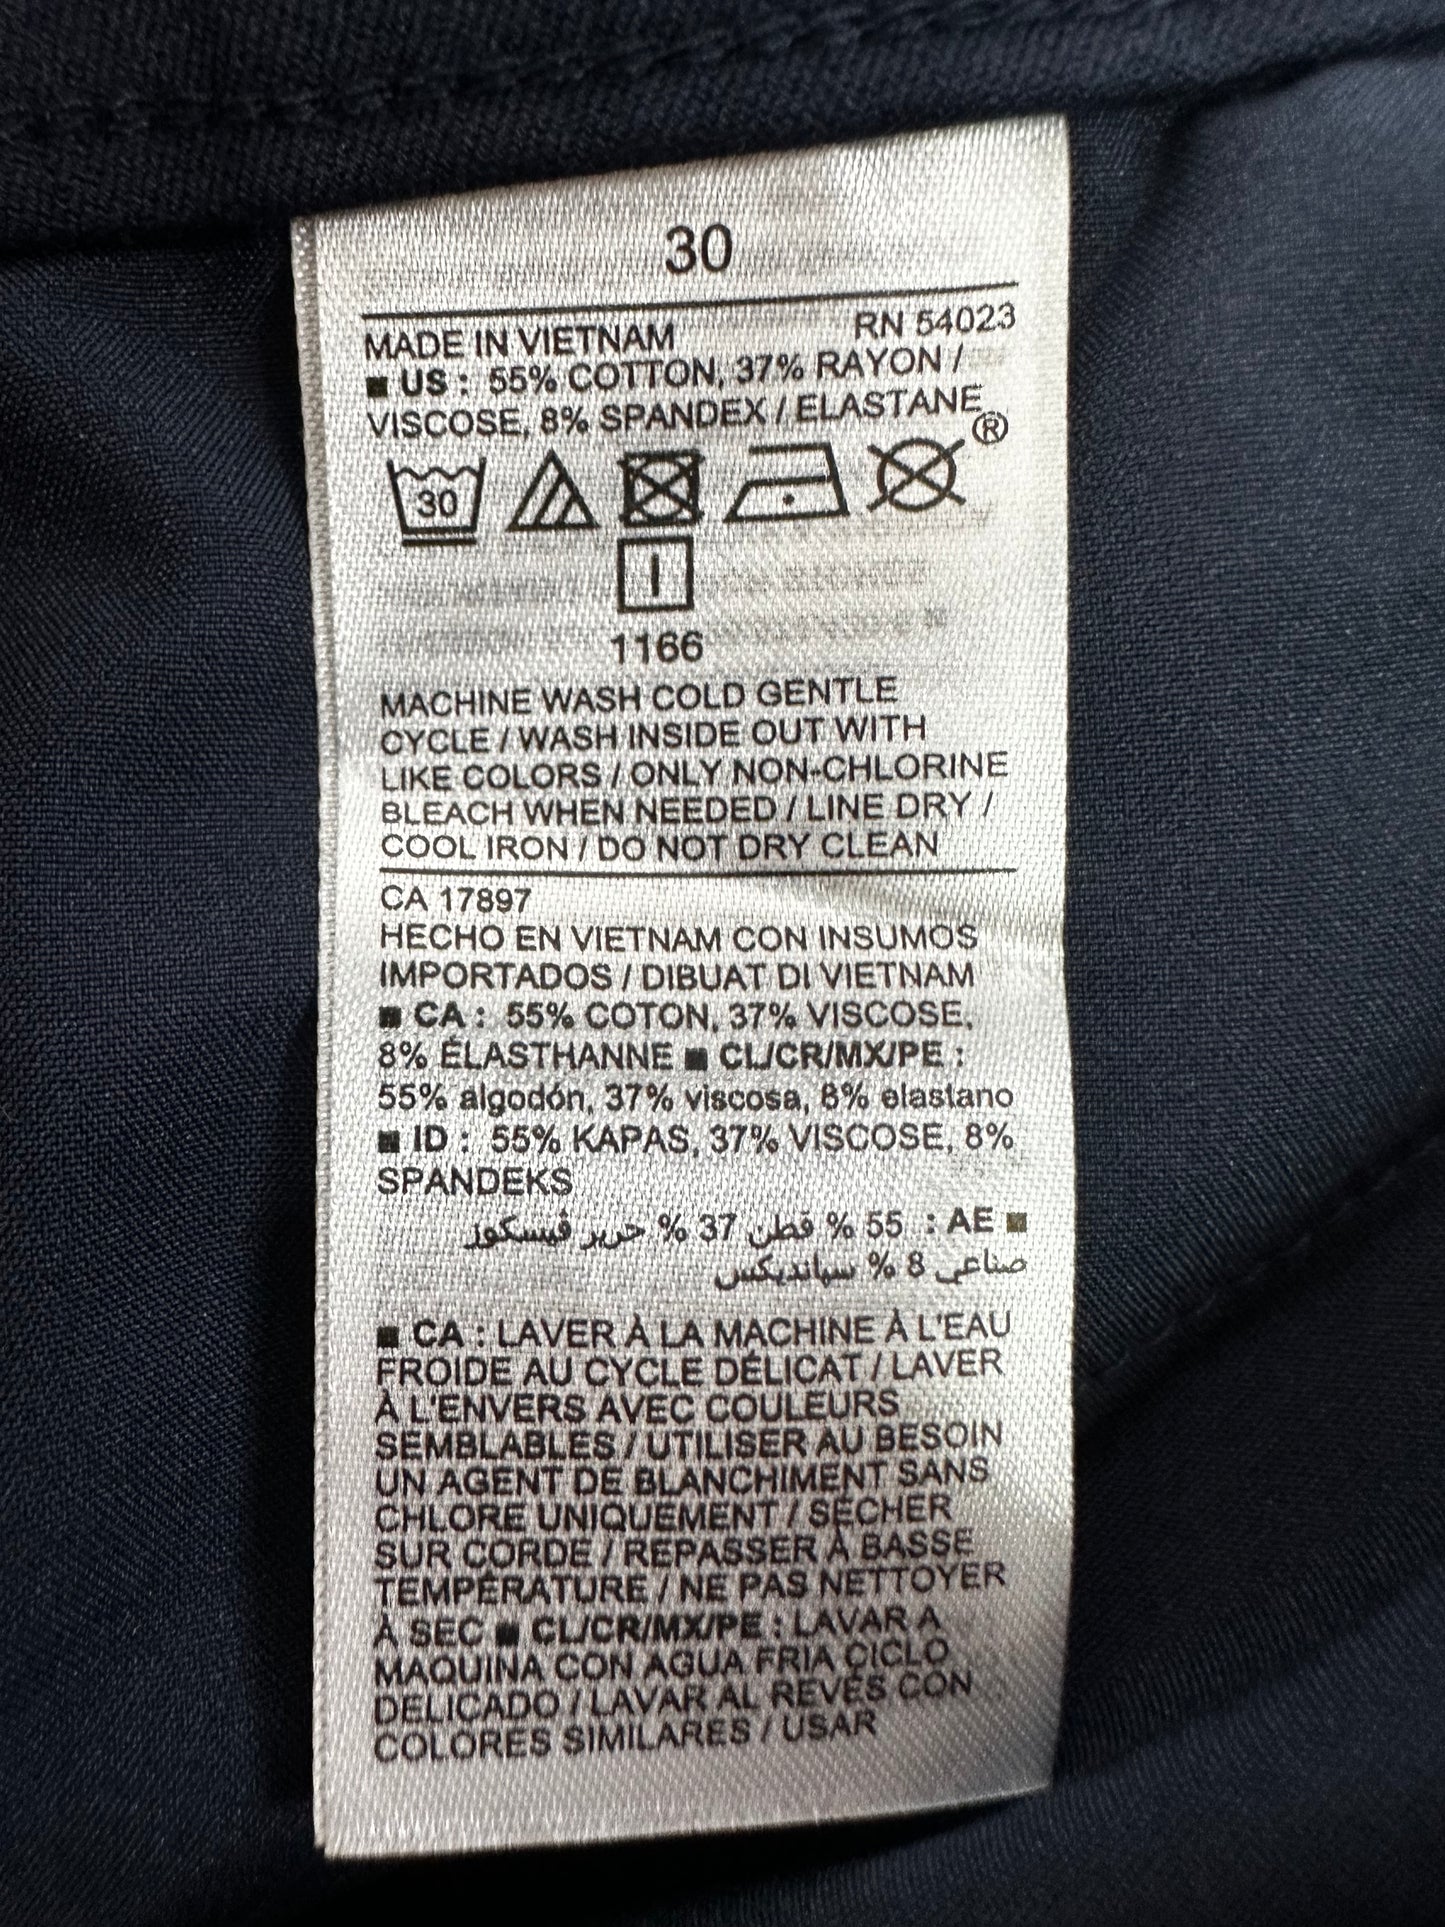 30
MADE IN VIETNAM RN 54023
■ US : 55% COTTON, 37% RAYON /
VISCOSE, 8% SPANDEX / ELASTANE
®
30
1166
MACHINE WASH COLD GENTLE
CYCLE / WASH INSIDE OUT WITH
LIKE COLORS / ONLY NON-CHLORINE
BLEACH WHEN NEEDED / LINE DRY /
COOL IRON / DO NOT DRY CLEAN
CA 17897
HECHO EN VIETNAM CON INSUMOS
IMPORTADOS / DIBUAT DI VIETNAM
■ CA : 55% COTON, 37% VISCOSE,
8% ÉLASTHANNE ■ CL/CR/MX/PE :
55% algodón, 37% viscosa, 8% elastano
■ ID : 55% KAPAS, 37% VISCOSE, 8%
SPANDEKS
■ AE : 55 % قطن 37 % حرير فيسكوز
صناعي 8 % سباندیکس
■ CA : LAVER À LA MACHINE À L'EAU
FROIDE AU CYCLE DÉLICAT / LAVER
À L'ENVERS AVEC COULEURS
SEMBLABLES / UTILISER AU BESOIN
UN AGENT DE BLANCHIMENT SANS
CHLORE UNIQUEMENT / SÉCHER
SUR CORDE / REPASSER À BASSE
TEMPÉRATURE / NE PAS NETTOYER
À SEC ■ CL/CR/MX/PE : LAVAR A
MAQUINA CON AGUA FRIA CICLO
DELICADO / LAVAR AL REVÉS CON
COLORES SIMILARES / USAR